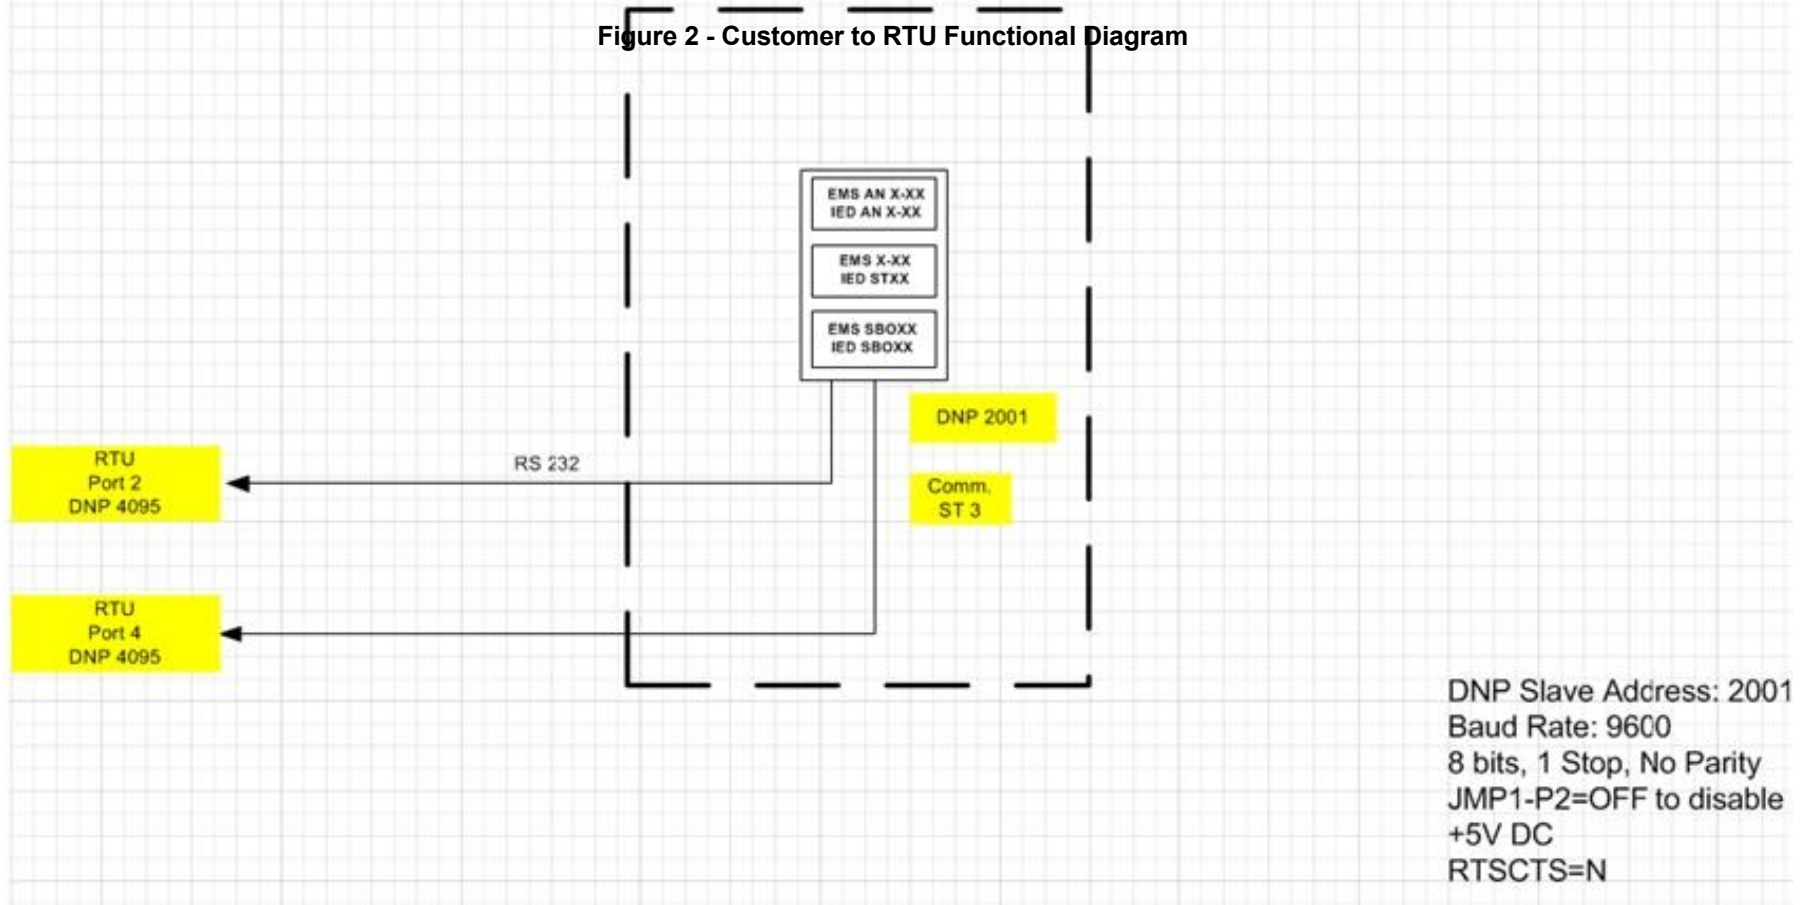 Figure 2 - Customer to RTU Functional Diagram
EMS AN X-XX
IED AN X-XX
EMS X-XX
IED STXX
EMS SBOXX
IED SBOXX
DNP 2001
RTU
Port 2
DNP 4095
RS 232
Comm.
ST 3
RTU
Port 4
DNP 4095
DNP Slave Address: 2001
Baud Rate: 9600
8 bits, 1 Stop, No Parity
JMP1-P2=OFF to disable
+5V DC
RTSCTS=N